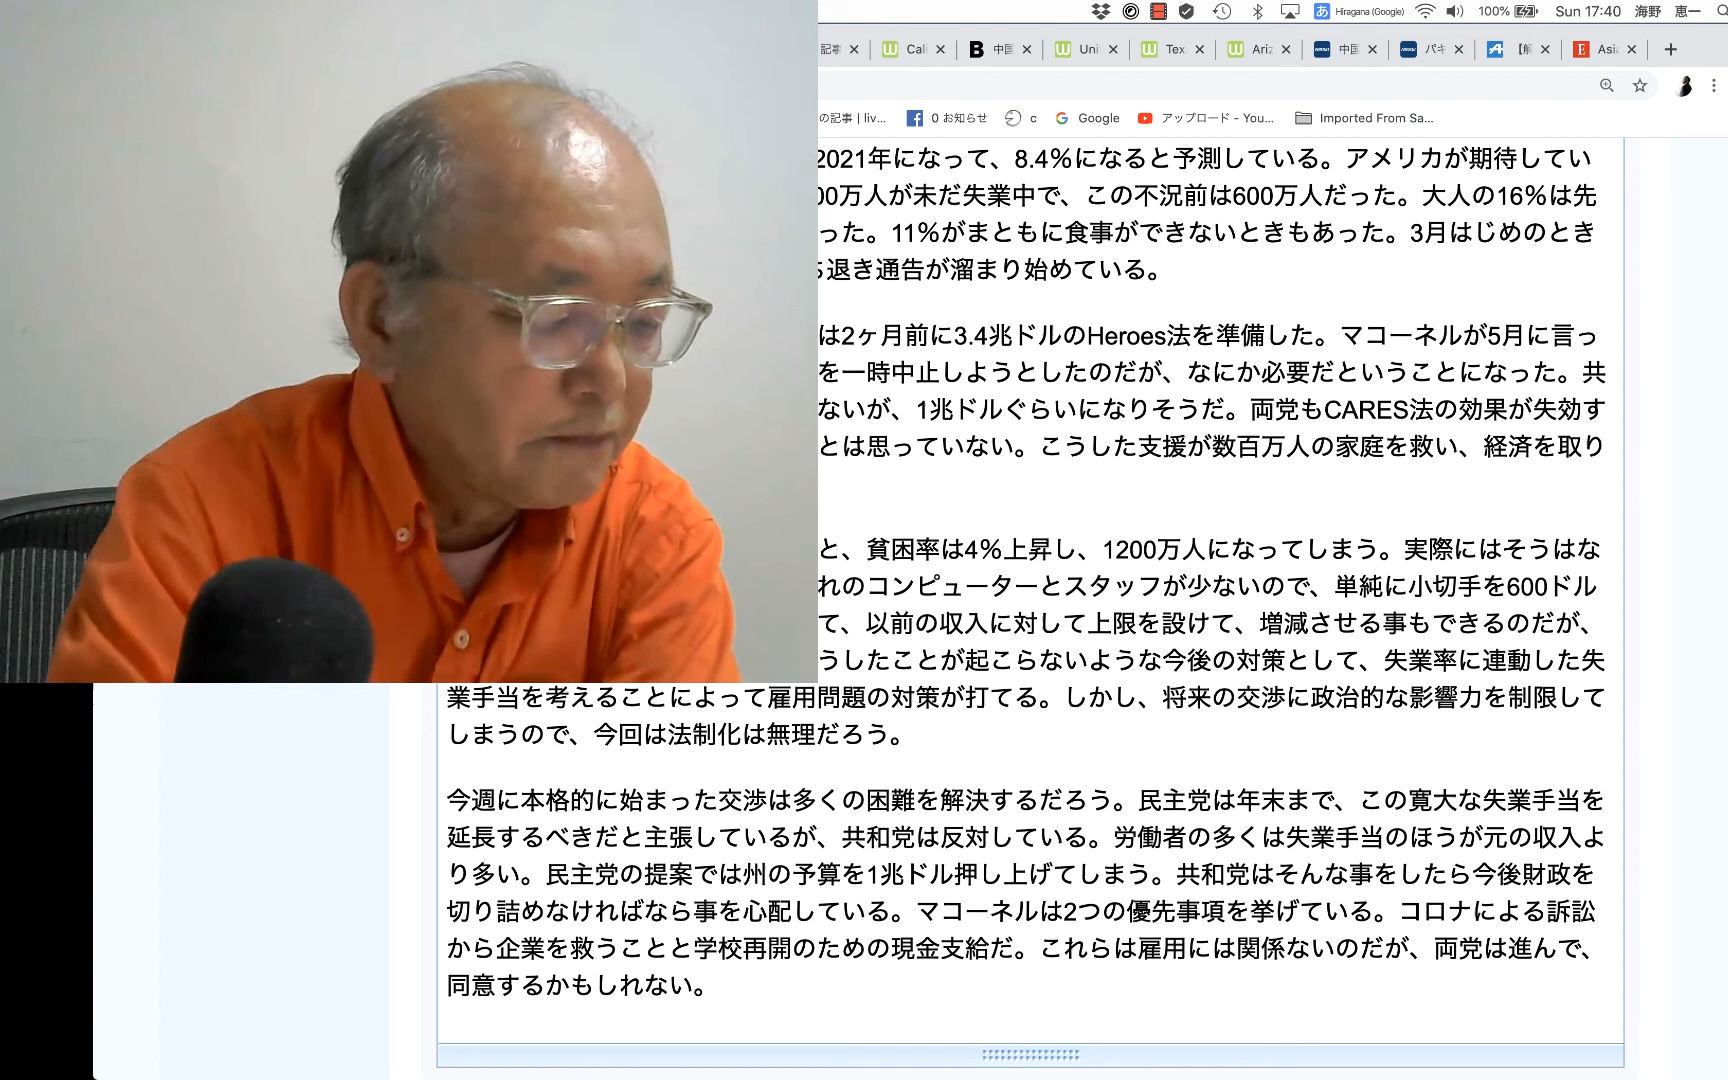 Hiragana (Google) 100% Sun 17:40 海野 恵一
記事 Cali 中国 Uni Tex Ariz 中国 パキ Asia
の記事 | liv... 0 お知らせ c Google アップロード - You... Imported From Sa...
2021年になって、8.4%になると予測している。アメリカが期待してい
00万人が未だ失業中で、この不況前は600万人だった。大人の16%は先
った。11%がまともに食事ができないときもあった。3月はじめのとき
退き通告が溜まり始めている。
は2ヶ月前に3.4兆ドルのHeroes法を準備した。マコーネルが5月に言っ
を一時中止しようとしたのだが、なにか必要だということになった。共
ないが、1兆ドルぐらいになりそうだ。両党もCARES法の効果が失効す
とは思っていない。こうした支援が数百万人の家庭を救い、経済を取り
と、貧困率は4%上昇し、1200万人になってしまう。実際にはそうはな
れのコンピューターとスタッフが少ないので、単純に小切手を600ドル
て、以前の収入に対して上限を設けて、増減させる事もできるのだが、
うしたことが起こらないような今後の対策として、失業率に連動した失
業手当を考えることによって雇用問題の対策が打てる。しかし、将来の交渉に政治的な影響力を制限して
しまうので、今回は法制化は無理だろう。
今週に本格的に始まった交渉は多くの困難を解決するだろう。民主党は年末まで、この寛大な失業手当を
延長するべきだと主張しているが、共和党は反対している。労働者の多くは失業手当のほうが元の収入よ
り多い。民主党の提案では州の予算を1兆ドル押し上げてしまう。共和党はそんな事をしたら今後財政を
切り詰めなければなら事を心配している。マコーネルは2つの優先事項を挙げている。コロナによる訴訟
から企業を救うことと学校再開のための現金支給だ。これらは雇用には関係ないのだが、両党は進んで、
同意するかもしれない。